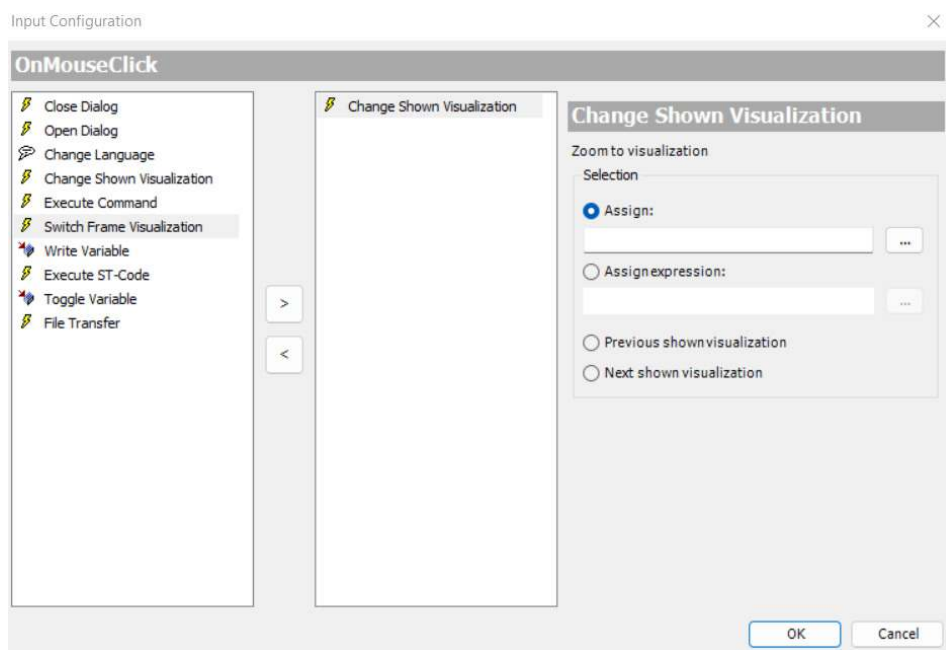 Input Configuration
OnMouseClick
Close Dialog
Open Dialog
Change Language
Change Shown Visualization
Execute Command
Switch Frame Visualization
Write Variable
Execute ST-Code
Toggle Variable
File Transfer
>
<
Change Shown Visualization
Change Shown Visualization
Zoom to visualization
Selection
Assign:
...
Assign expression:
...
Previous shown visualization
Next shown visualization
OK
Cancel